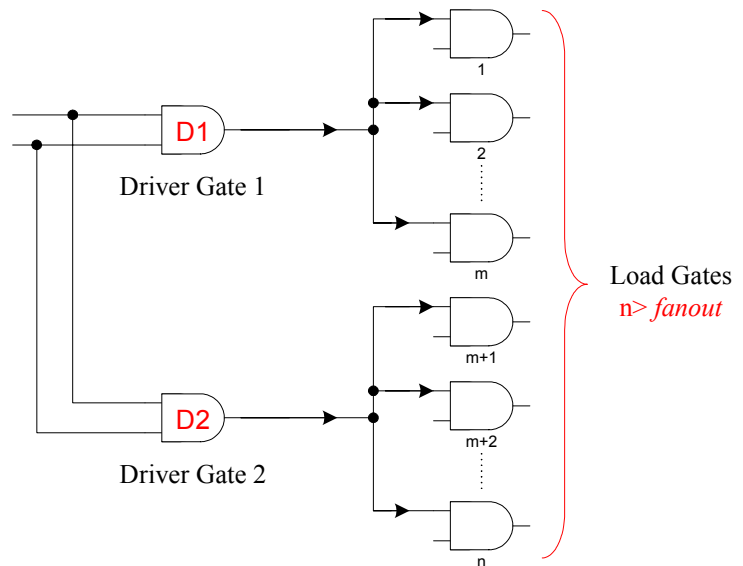 1
D1
2
Driver Gate 1
m
Load Gates
n> fanout
m+1
D2
m+2
Driver Gate 2
n